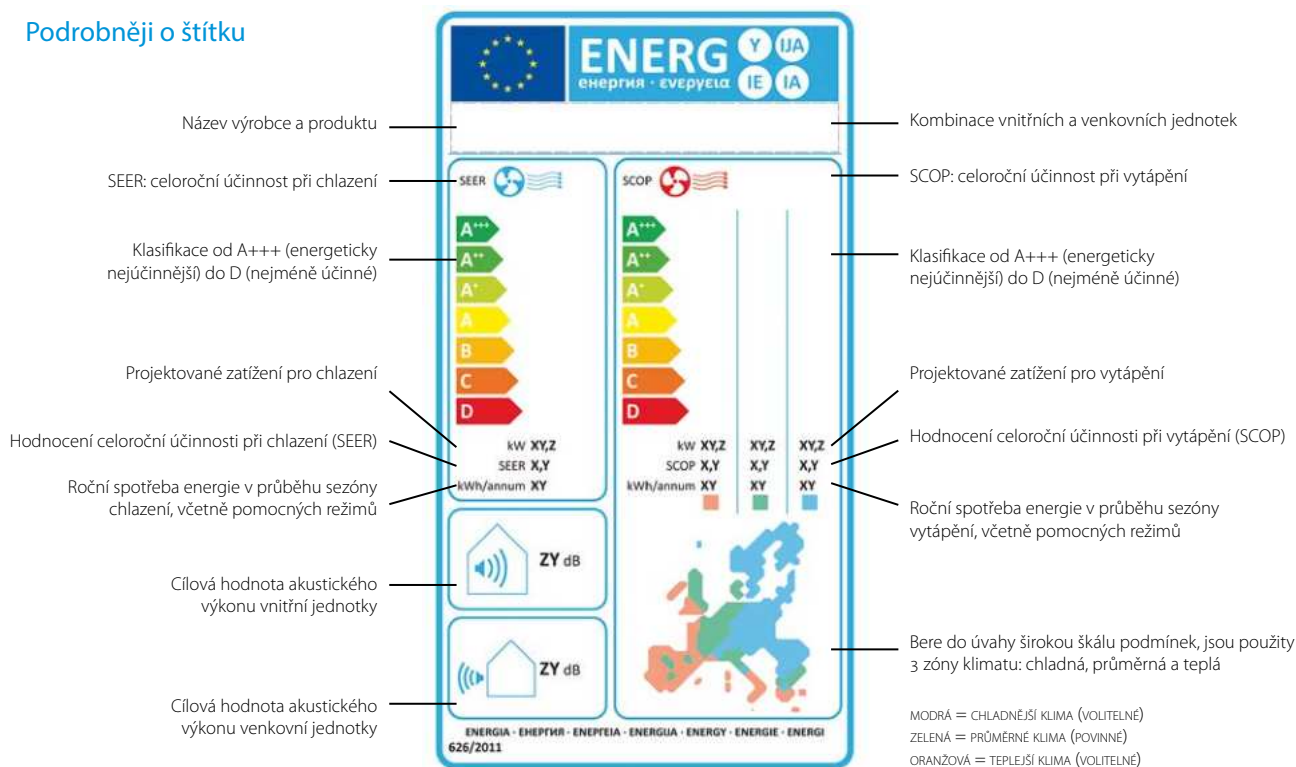 Podrobněji o štítku
ENERG
енергия · ενεργεια
Y IJA
IE IA
Název výrobce a produktu
Kombinace vnitřních a venkovních jednotek
SEER: celoroční účinnost při chlazení
SEER
SCOP
SCOP: celoroční účinnost při vytápění
Klasifikace od A+++ (energeticky
nejúčinnější) do D (nejméně účinné)
A+++
A++
A+
A
B
C
D
A+++
A++
A+
A
B
C
D
Klasifikace od A+++ (energeticky
nejúčinnější) do D (nejméně účinné)
Projektované zatížení pro chlazení
Projektované zatížení pro vytápění
Hodnocení celoroční účinnosti při chlazení (SEER)
Hodnocení celoroční účinnosti při vytápění (SCOP)
kW XY,Z
SEER X,Y
kWh/annum XY
kW XY,Z XY,Z XY,Z
SCOP X,Y X,Y X,Y
kWh/annum XY XY XY
Roční spotřeba energie v průběhu sezóny
chlazení, včetně pomocných režimů
Roční spotřeba energie v průběhu sezóny
vytápění, včetně pomocných režimů
ZY dB
Cílová hodnota akustického
výkonu vnitřní jednotky
ZY dB
Cílová hodnota akustického
výkonu venkovní jednotky
Bere do úvahy širokou škálu podmínek, jsou použity
3 zóny klimatu: chladná, průměrná a teplá
MODRÁ = CHLADNĚJŠÍ KLIMA (VOLITELNÉ)
ZELENÁ = PRŮMĚRNÉ KLIMA (POVINNÉ)
ORANŽOVÁ = TEPLEJŠÍ KLIMA (VOLITELNÉ)
ENERGIA · ЕНЕРГИЯ · ΕΝΕΡΓΕΙΑ · ENERGIJA · ENERGY · ENERGIE · ENERGI
626/2011